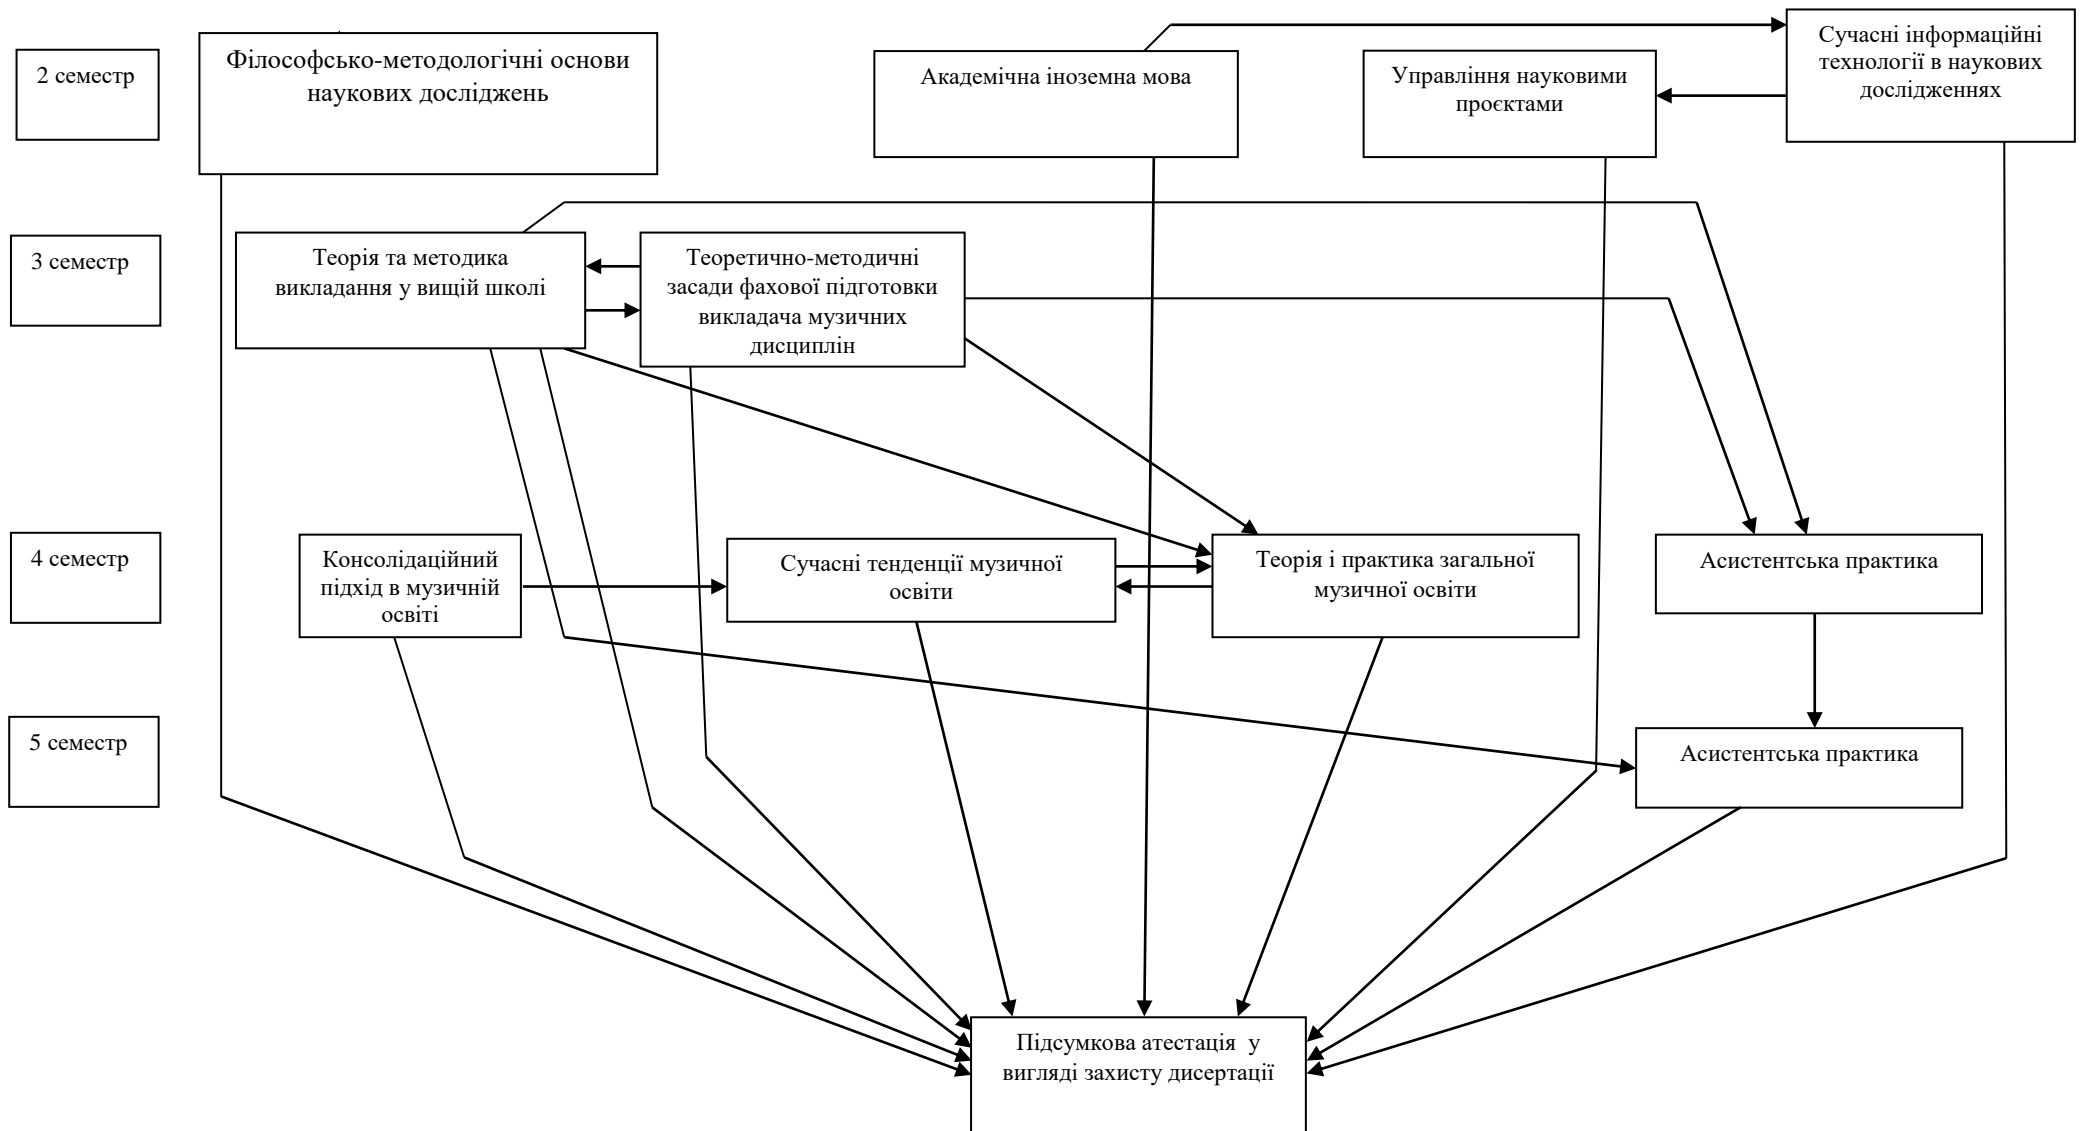 2 семестр
Філософсько-методологічні основи
наукових досліджень
Академічна іноземна мова
Управління науковими
проєктами
Сучасні інформаційні
технології в наукових
дослідженнях
3 семестр
Теорія та методика
викладання у вищій школі
Теоретично-методичні
засади фахової підготовки
викладача музичних
дисциплін
4 семестр
Консолідаційний
підхід в музичній
освіті
Сучасні тенденції музичної
освіти
Теорія і практика загальної
музичної освіти
Асистентська практика
5 семестр
Асистентська практика
Підсумкова атестація  у
вигляді захисту дисертації